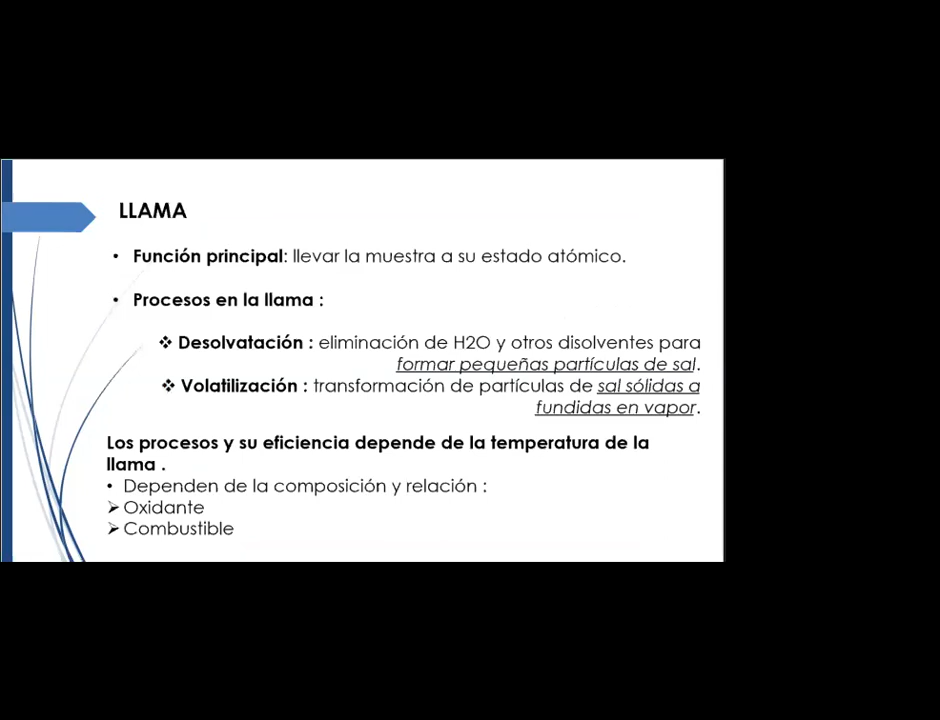 LLAMA
• Función principal: llevar la muestra a su estado atómico.
• Procesos en la llama :
❖ Desolvatación : eliminación de H2O y otros disolventes para
formar pequeñas partículas de sal.
❖ Volatilización : transformación de partículas de sal sólidas a
fundidas en vapor.
Los procesos y su eficiencia depende de la temperatura de la
llama .
• Dependen de la composición y relación :
➢ Oxidante
➢ Combustible